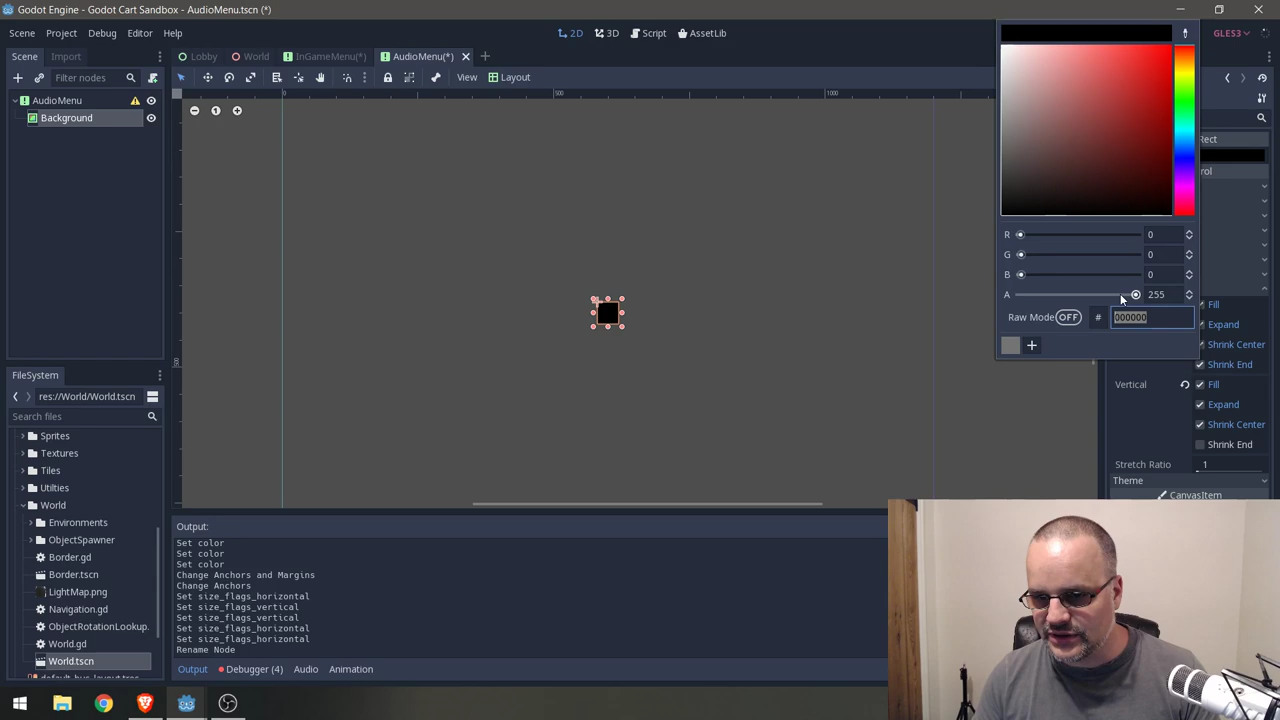 Godot Engine - Godot Cart Sandbox - AudioMenu.tscn (*)
Scene Project Debug Editor Help
2D 3D Script AssetLib
GLES3
Scene Import
Lobby World InGameMenu(*) AudioMenu(*)
Filter nodes
View Layout
AudioMenu
Background
0 500 1000
500
R 0
G 0
B 0
A 255
Raw Mode OFF # 000000
Rect
rol
Fill
Expand
Shrink Center
Shrink End
Vertical Fill
Expand
Shrink Center
Shrink End
Stretch Ratio 1
Theme
CanvasItem
FileSystem
res://World/World.tscn
Search files
Sprites
Textures
Tiles
Utilties
World
Environments
ObjectSpawner
Border.gd
Border.tscn
LightMap.png
Navigation.gd
ObjectRotationLookup.
World.gd
World.tscn
default_bus_layout.tres
Output:
Set color
Set color
Set color
Change Anchors and Margins
Change Anchors
Set size_flags_horizontal
Set size_flags_vertical
Set size_flags_vertical
Set size_flags_horizontal
Set size_flags_horizontal
Rename Node
Output Debugger (4) Audio Animation